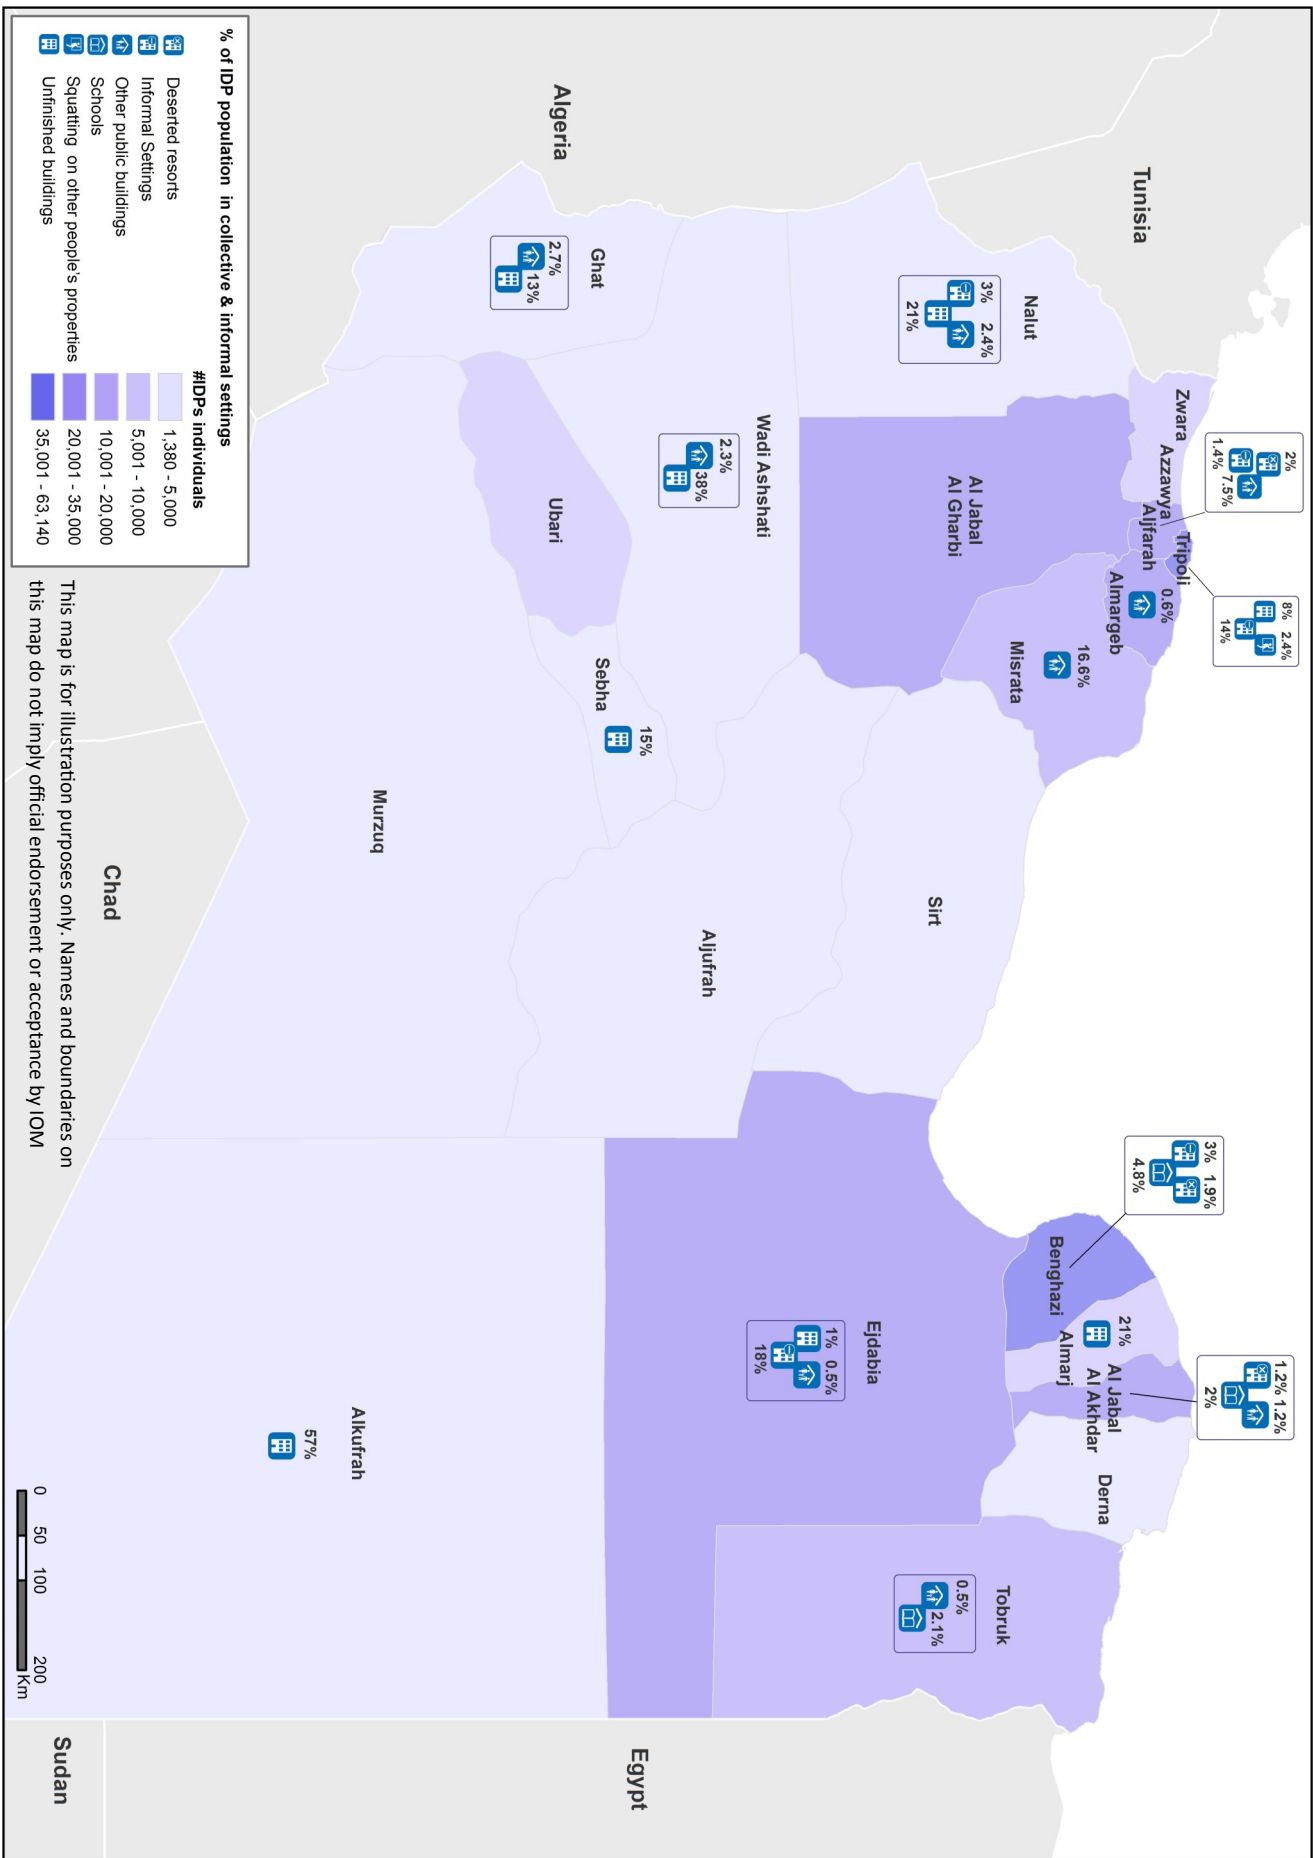 Tunisia
Algeria
Chad
Egypt
Sudan
Zwara
Azzawya
Aljfarah
Tripoli
Almargeb
Misrata
Nalut
Al Jabal
Al Gharbi
Sirt
Wadi Ashshati
Ghat
Ubari
Sebha
Aljufrah
Murzuq
Benghazi
Almarj
Al Jabal
Al Akhdar
Derna
Tobruk
Ejdabia
Alkufrah
2%
1.4% 7.5%
8% 2.4%
14%
0.6%
16.6%
3% 2.4%
21%
2.3%
38%
2.7%
13%
15%
3% 1.9%
4.8%
21%
1.2% 1.2%
2%
0.5%
2.1%
1% 0.5%
18%
57%
% of IDP population in collective & informal settings
Deserted resorts
Informal Settings
Other public buildings
Schools
Squatting on other people's properties
Unfinished buildings
#IDPs individuals
1,380 - 5,000
5,001 - 10,000
10,001 - 20,000
20,001 - 35,000
35,001 - 63,140
This map is for illustration purposes only. Names and boundaries on
this map do not imply official endorsement or acceptance by IOM
0 50 100 200
Km